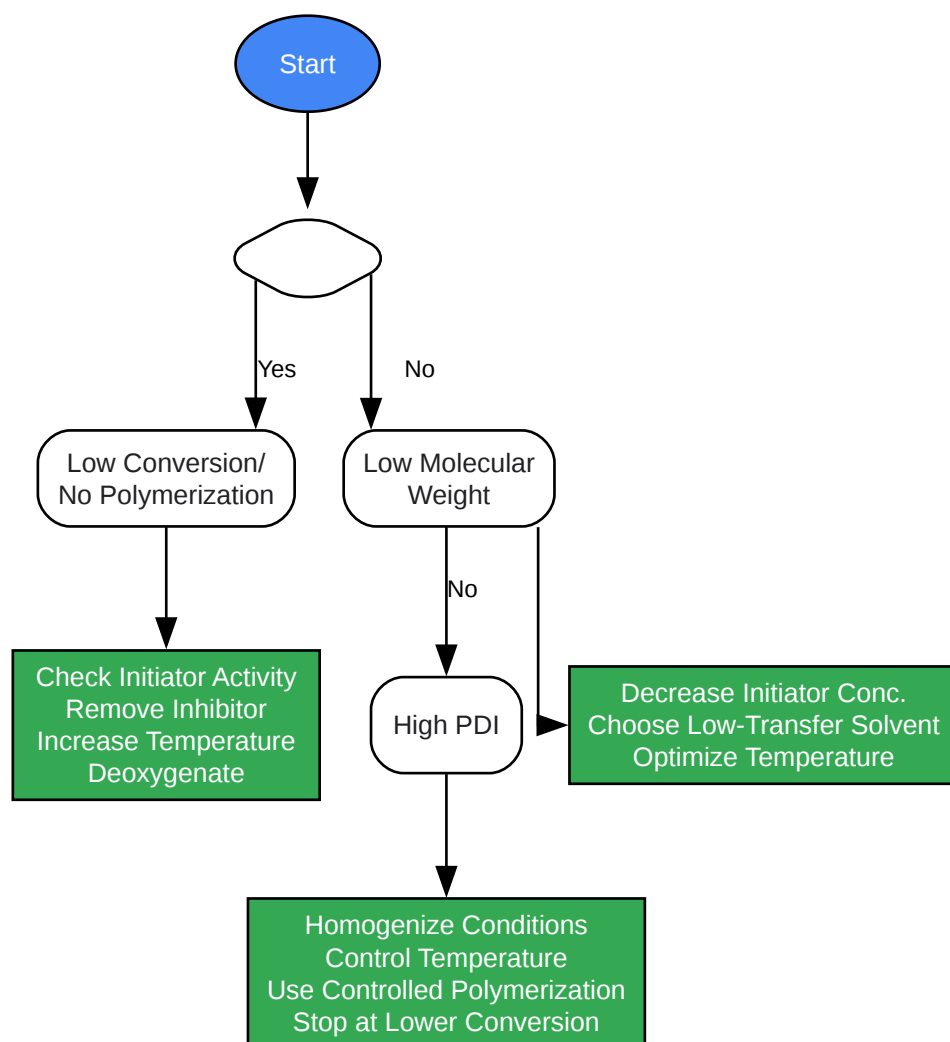 Start
Yes
No
Low Conversion/
No Polymerization
Low Molecular
Weight
No
Check Initiator Activity
Remove Inhibitor
Increase Temperature
Deoxygenate
High PDI
Decrease Initiator Conc.
Choose Low-Transfer Solvent
Optimize Temperature
Homogenize Conditions
Control Temperature
Use Controlled Polymerization
Stop at Lower Conversion